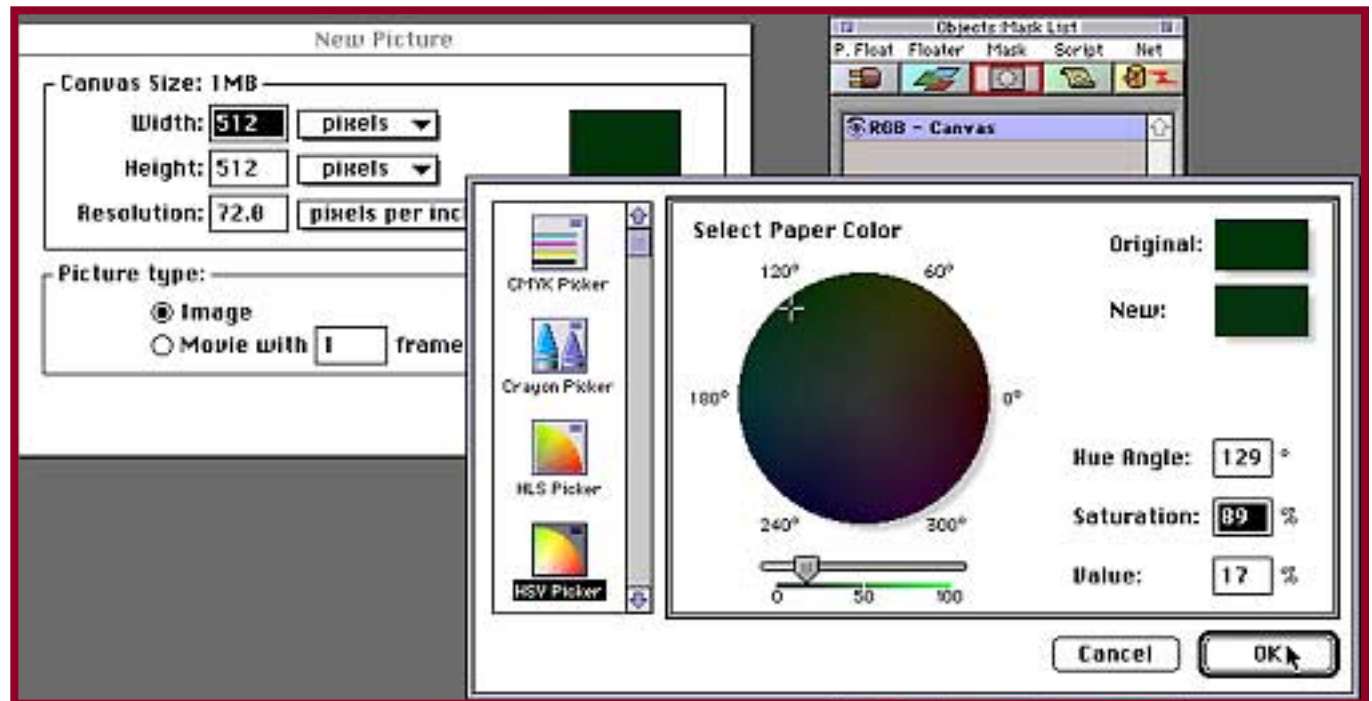 New Picture
Canvas Size: 1MB
Width: 512 pixels
Height: 512 pixels
Resolution: 72.0 pixels per incl
Picture type:
Image
Movie with 1 frame
Objects:Mask List
P. Float Floater Mask Script Net
RGB - Canvas
CMYK Picker
Crayon Picker
HLS Picker
HSV Picker
Select Paper Color
120° 60°
180° 0°
240° 300°
0 50 100
Original:
New:
Hue Angle: 129 °
Saturation: 89 %
Value: 17 %
Cancel OK